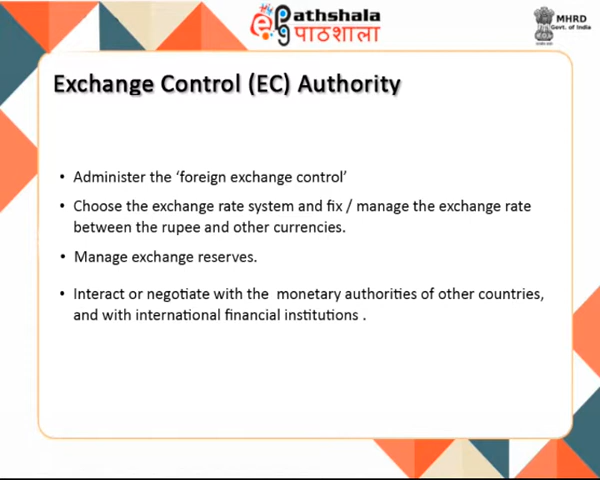 Pathshala
पाठशाला
MHRD
Govt. of India
Exchange Control (EC) Authority
• Administer the ‘foreign exchange control’
• Choose the exchange rate system and fix / manage the exchange rate
between the rupee and other currencies.
• Manage exchange reserves.
• Interact or negotiate with the monetary authorities of other countries,
and with international financial institutions .